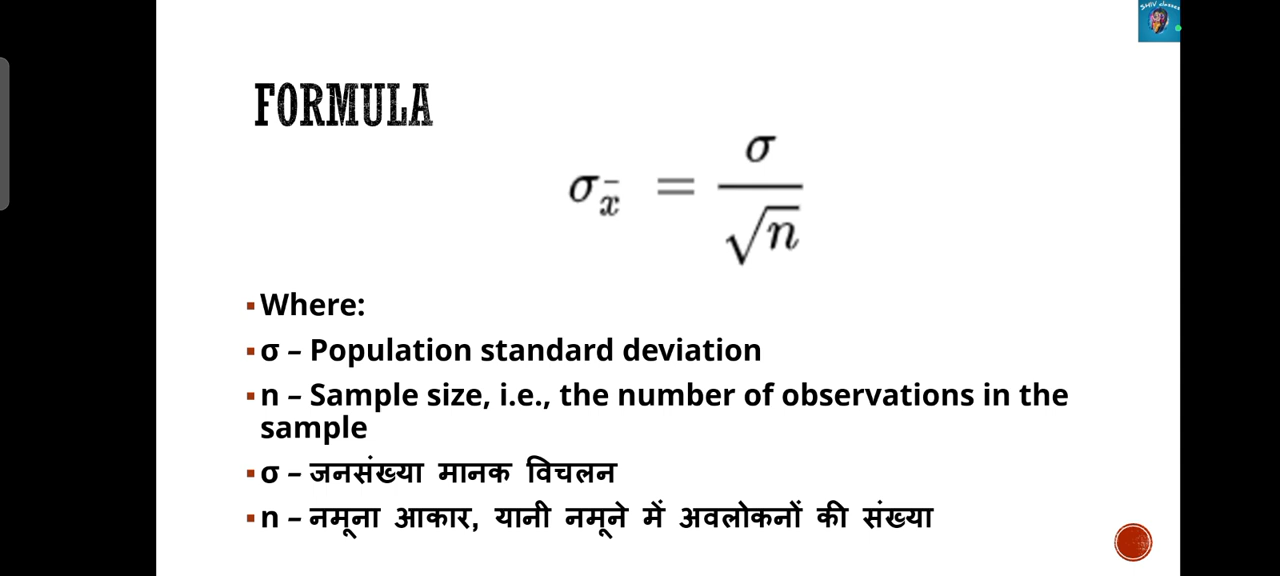 FORMULA
σx̄ = σ / √n
▪ Where:
▪ σ – Population standard deviation
▪ n – Sample size, i.e., the number of observations in the
sample
▪ σ – जनसंख्या मानक विचलन
▪ n – नमूना आकार, यानी नमूने में अवलोकनों की संख्या